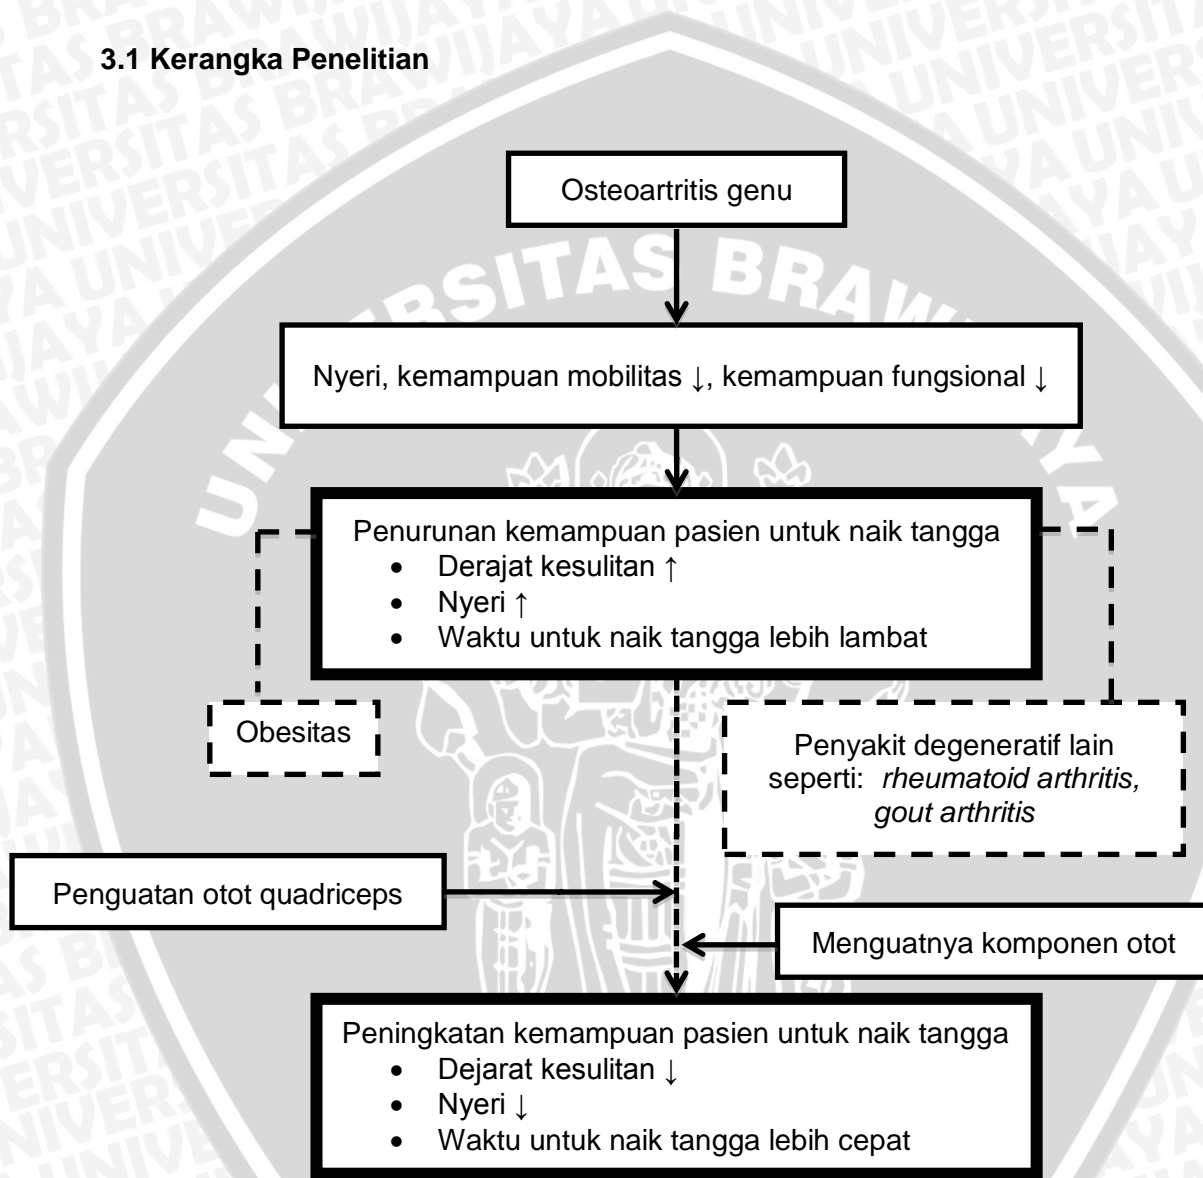 3.1 Kerangka Penelitian
UNIVERSITAS BRAWIJAYA
Osteoartritis genu
Nyeri, kemampuan mobilitas ↓, kemampuan fungsional ↓
Penurunan kemampuan pasien untuk naik tangga
• Derajat kesulitan ↑
• Nyeri ↑
• Waktu untuk naik tangga lebih lambat
Obesitas
Penyakit degeneratif lain
seperti: rheumatoid arthritis,
gout arthritis
Penguatan otot quadriceps
Menguatnya komponen otot
Peningkatan kemampuan pasien untuk naik tangga
• Dejarat kesulitan ↓
• Nyeri ↓
• Waktu untuk naik tangga lebih cepat